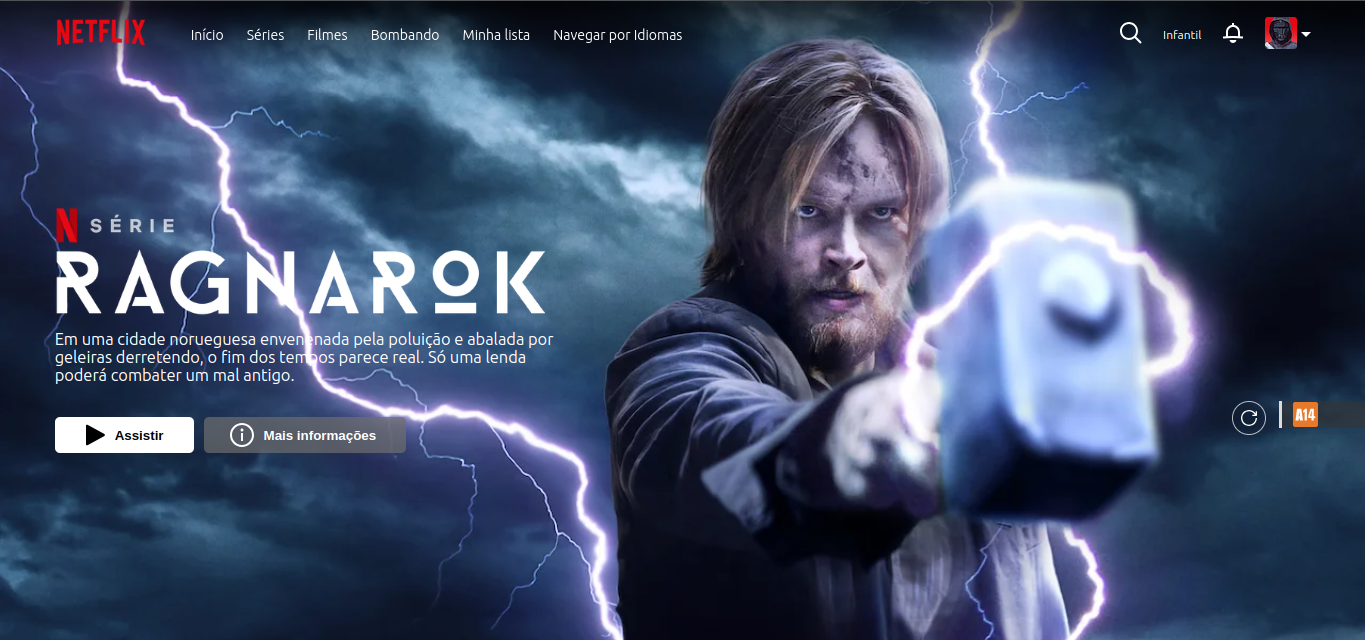 NETFLIX
Início Séries Filmes Bombando Minha lista Navegar por Idiomas
Infantil
N SÉRIE
RAGNAROK
Em uma cidade norueguesa envenenada pela poluição e abalada por
geleiras derretendo, o fim dos tempos parece real. Só uma lenda
poderá combater um mal antigo.
Assistir
Mais informações
A14